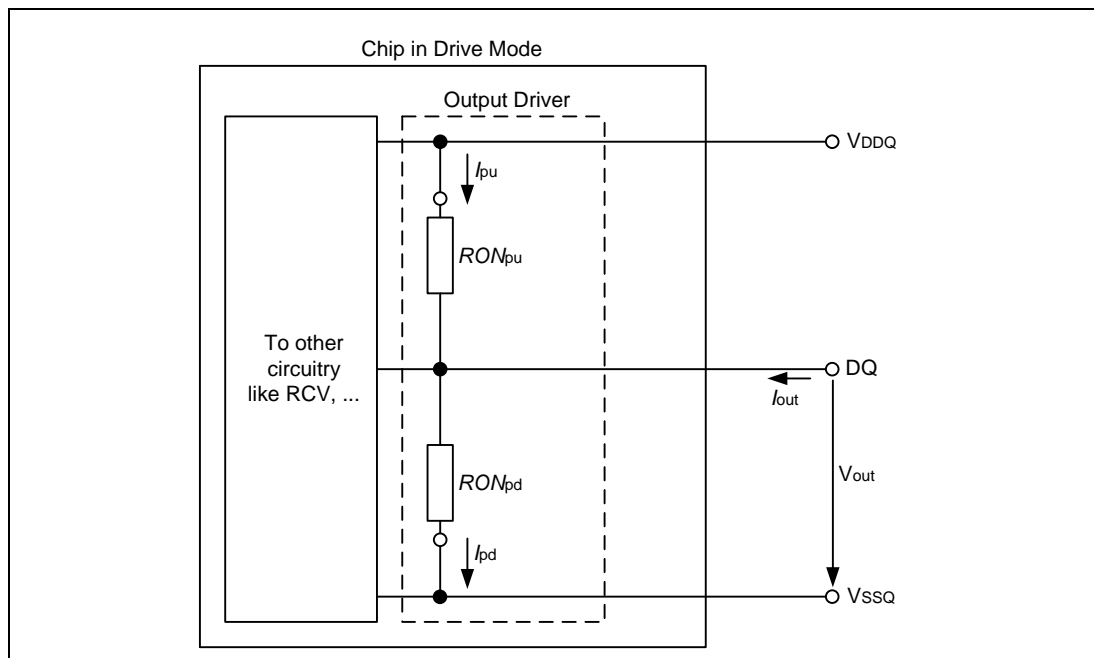 Chip in Drive Mode
Output Driver
VDDQ
Ipu
RONpu
To other
circuitry
like RCV, ...
DQ
Iout
RONpd
Vout
Ipd
VSSQ